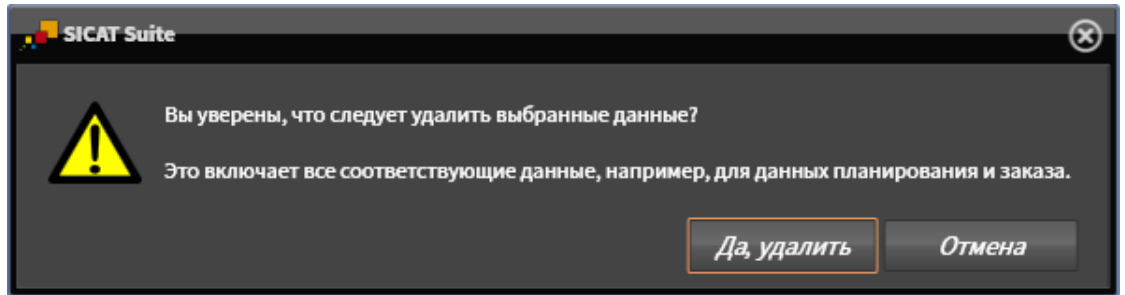 SICAT Suite
Вы уверены, что следует удалить выбранные данные?
Это включает все соответствующие данные, например, для данных планирования и заказа.
Да, удалить
Отмена